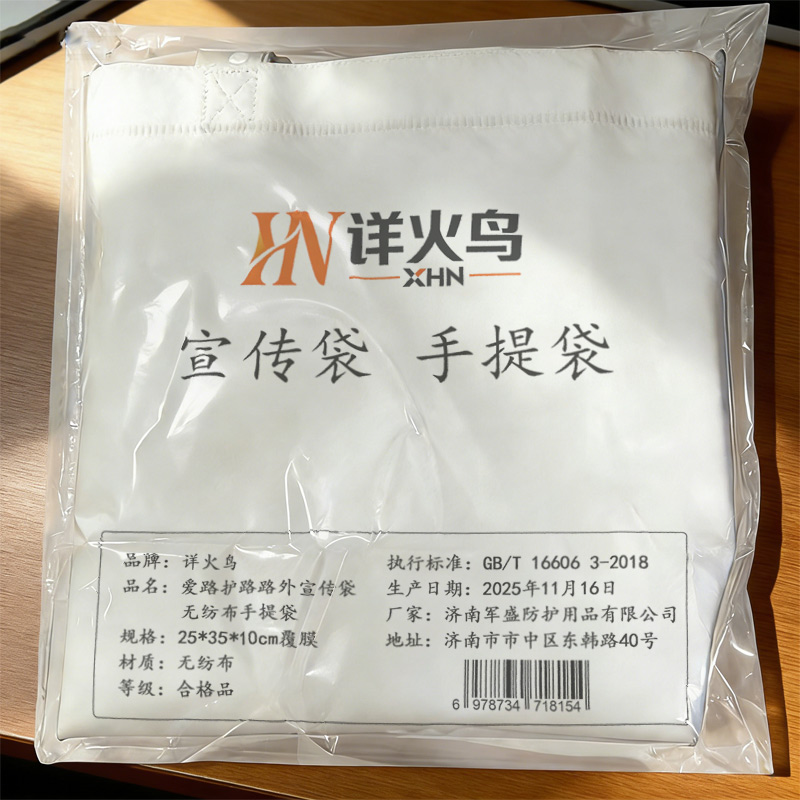 XHN 详火鸟
XHN
宣传袋 手提袋
品牌：详火鸟
品名：爱路护路路外宣传袋
无纺布手提袋
规格：25*35*10cm覆膜
材质：无纺布
等级：合格品
执行标准：GB/T 16606 3-2018
生产日期：2025年11月16日
厂家：济南军盛防护用品有限公司
地址：济南市市中区东韩路40号
6 978734 718154